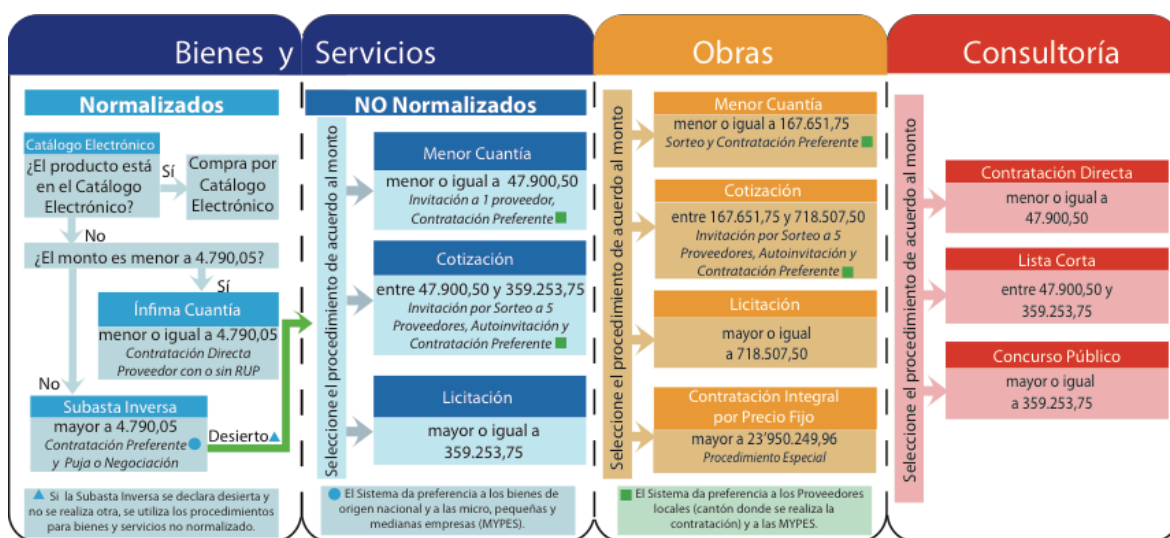 Bienes y Servicios
Normalizados
Catálogo Electrónico
¿El producto está
en el Catálogo
Electrónico?
Sí
Compra por
Catálogo
Electrónico
No
¿El monto es menor a 4.790,05?
Sí
Ínfima Cuantía
menor o igual a 4.790,05
Contratación Directa
Proveedor con o sin RUP
No
Subasta Inversa
mayor a 4.790,05
Contratación Preferente
y Puja o Negociación
Desierto
Si la Subasta Inversa se declara desierta y
no se realiza otra, se utiliza los procedimientos
para bienes y servicios no normalizado.
NO Normalizados
Seleccione el procedimiento de acuerdo al monto
Menor Cuantía
menor o igual a 47.900,50
Invitación a 1 proveedor,
Contratación Preferente
Cotización
entre 47.900,50 y 359.253,75
Invitación por Sorteo a 5
Proveedores, Autoinvitación y
Contratación Preferente
Licitación
mayor o igual a
359.253,75
El Sistema da preferencia a los bienes de
origen nacional y a las micro, pequeñas y
medianas empresas (MYPES).
Obras
Seleccione el procedimiento de acuerdo al monto
Menor Cuantía
menor o igual a 167.651,75
Sorteo y Contratación Preferente
Cotización
entre 167.651,75 y 718.507,50
Invitación por Sorteo a 5
Proveedores, Autoinvitación
y Contratación Preferente
Licitación
mayor o igual
a 718.507,50
Contratación Integral
por Precio Fijo
mayor a 23'950.249,96
Procedimiento Especial
El Sistema da preferencia a los Proveedores
locales (cantón donde se realiza la
contratación) y a las MYPES.
Consultoría
Seleccione el procedimiento de acuerdo al monto
Contratación Directa
menor o igual a
47.900,50
Lista Corta
entre 47.900,50 y
359.253,75
Concurso Público
mayor o igual
a 359.253,75